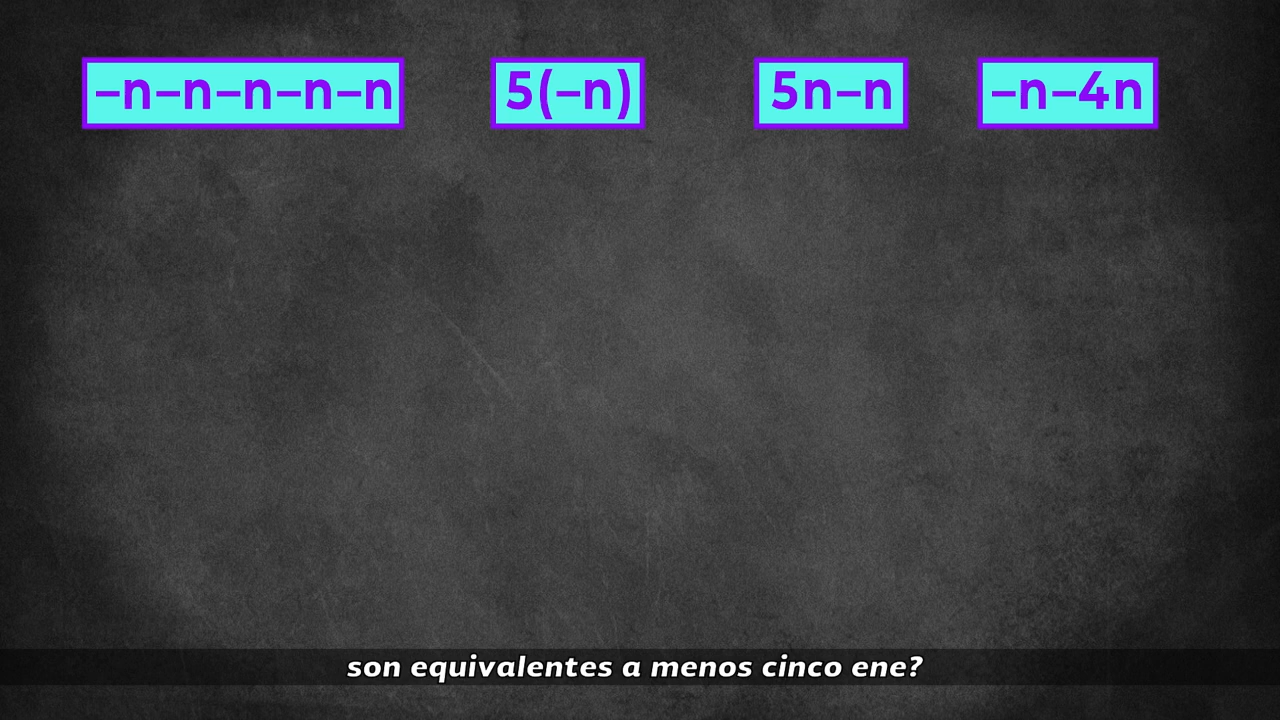 –n–n–n–n–n 5(–n) 5n–n –n–4n
son equivalentes a menos cinco ene?